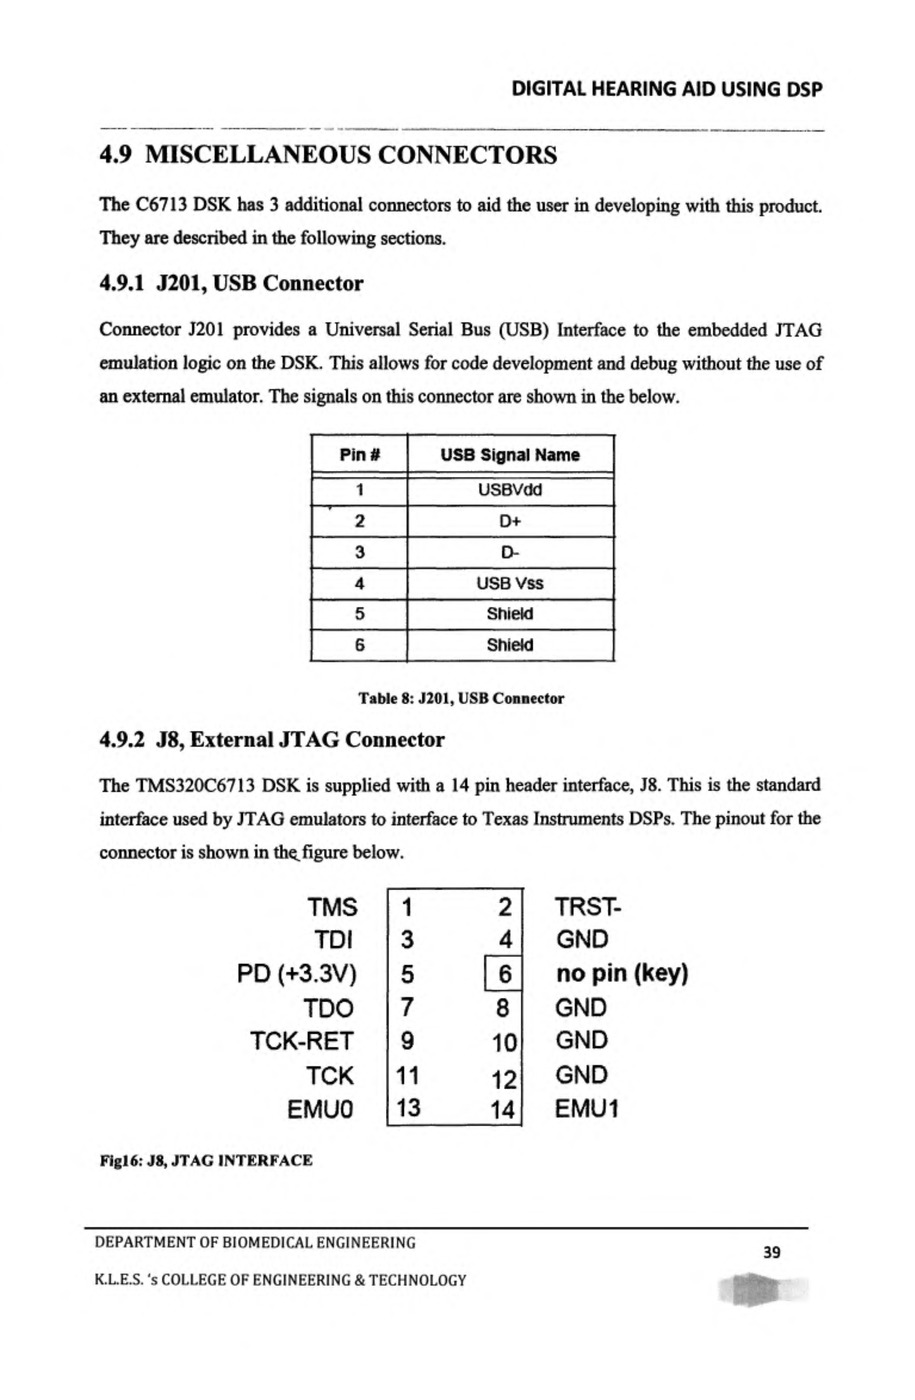 DIGITAL HEARING AID USING DSP
4.9 MISCELLANEOUS CONNECTORS
The C6713 DSK has 3 additional connectors to aid the user in developing with this product.
They are described in the following sections.
4.9.1 J201, USB Connector
Connector J201 provides a Universal Serial Bus (USB) Interface to the embedded JTAG
emulation logic on the DSK. This allows for code development and debug without the use of
an external emulator. The signals on this connector are shown in the below.
Pin # USB Signal Name
1 USBVdd
2 D+
3 D-
4 USB Vss
5 Shield
6 Shield
Table 8: J201, USB Connector
4.9.2 J8, External JTAG Connector
The TMS320C6713 DSK is supplied with a 14 pin header interface, J8. This is the standard
interface used by JTAG emulators to interface to Texas Instruments DSPs. The pinout for the
connector is shown in the figure below.
TMS 1 2 TRST-
TDI 3 4 GND
PD (+3.3V) 5 6 no pin (key)
TDO 7 8 GND
TCK-RET 9 10 GND
TCK 11 12 GND
EMU0 13 14 EMU1
Fig16: J8, JTAG INTERFACE
DEPARTMENT OF BIOMEDICAL ENGINEERING
39
K.L.E.S. 's COLLEGE OF ENGINEERING & TECHNOLOGY